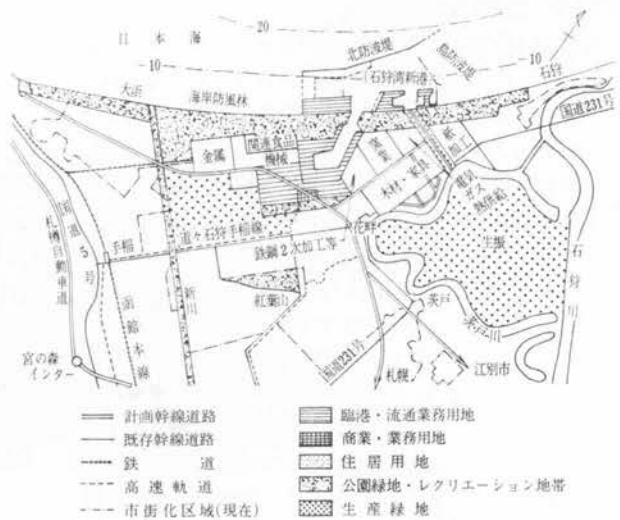 日本海
20
10
10
北防波堤
島防波堤
石狩湾新港
石狩
国道231号
大浜
海岸防風林
金属
関連食品
機械
木材・家具
紙加工
電気
ガス
熱供給
生振
石狩川
国道5号
札樽自動車道
手稲
道々石狩手稲線
花畔
鉄鋼2次加工等
新川
紅葉山
函館本線
茨戸
茨戸川
国道231号
宮の森
インター
札幌
江別市
計画幹線道路
既存幹線道路
鉄道
高速軌道
市街化区域(現在)
臨港・流通業務用地
商業・業務用地
住居用地
公園緑地・レクリエーション地帯
生産緑地